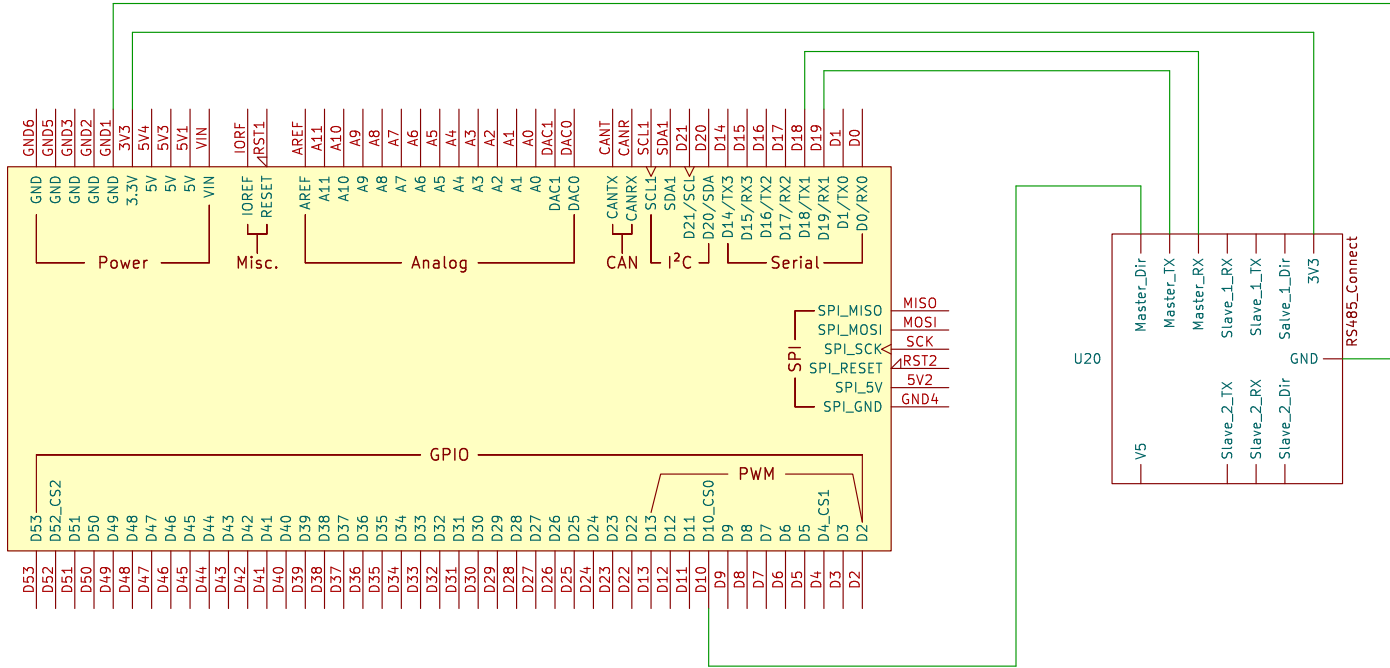 GND6 GND5 GND3 GND2 GND1 3V3 5V4 5V3 5V1 VIN IORF RST1 AREF A11 A10 A9 A8 A7 A6 A5 A4 A3 A2 A1 A0 DAC1 DAC0 CANT CANR SCL1 SDA1 D21 D20 D14 D15 D16 D17 D18 D19 D1 D0
GND GND GND GND GND 3.3V 5V 5V 5V VIN IOREF RESET AREF A11 A10 A9 A8 A7 A6 A5 A4 A3 A2 A1 A0 DAC1 DAC0 CANTX CANRX SCL1 SDA1 D21/SCL D20/SDA D14/TX3 D15/RX3 D16/TX2 D17/RX2 D18/TX1 D19/RX1 D1/TX0 D0/RX0
Power Misc. Analog CAN I²C Serial
SPI
SPI_MISO MISO
SPI_MOSI MOSI
SPI_SCK SCK
SPI_RESET RST2
SPI_5V 5V2
SPI_GND GND4
GPIO
PWM
D53 D52_CS2 D51 D50 D49 D48 D47 D46 D45 D44 D43 D42 D41 D40 D39 D38 D37 D36 D35 D34 D33 D32 D31 D30 D29 D28 D27 D26 D25 D24 D23 D22 D13 D12 D11 D10_CS0 D9 D8 D7 D6 D5 D4_CS1 D3 D2
D53 D52 D51 D50 D49 D48 D47 D46 D45 D44 D43 D42 D41 D40 D39 D38 D37 D36 D35 D34 D33 D32 D31 D30 D29 D28 D27 D26 D25 D24 D23 D22 D13 D12 D11 D10 D9 D8 D7 D6 D5 D4 D3 D2
Master_Dir Master_TX Master_RX Slave_1_RX Slave_1_TX Salve_1_Dir 3V3
RS485_Connect
U20
GND
V5 Slave_2_TX Slave_2_RX Slave_2_Dir